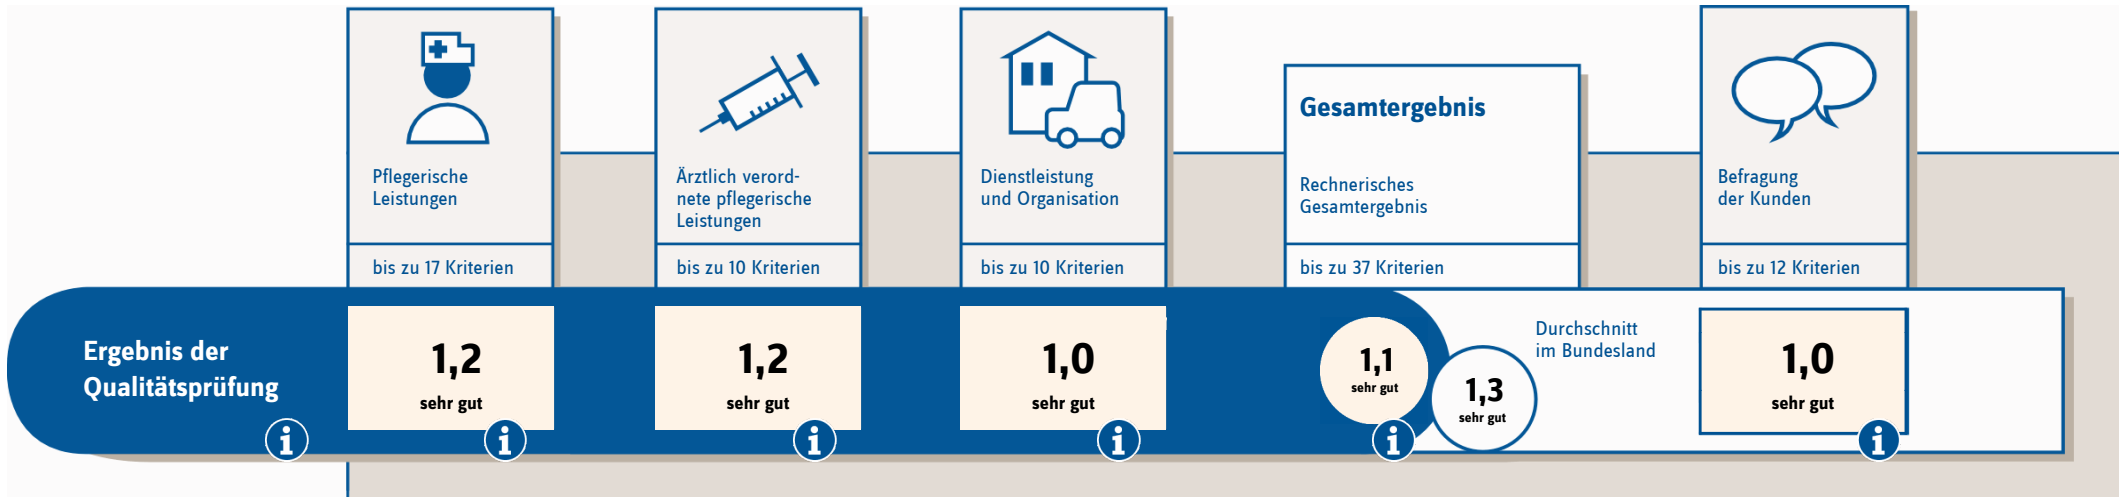 Pflegerische
Leistungen
bis zu 17 Kriterien
Ärztlich verord-
nete pflegerische
Leistungen
bis zu 10 Kriterien
Dienstleistung
und Organisation
bis zu 10 Kriterien
Gesamtergebnis
Rechnerisches
Gesamtergebnis
bis zu 37 Kriterien
Befragung
der Kunden
bis zu 12 Kriterien
Ergebnis der
Qualitätsprüfung
i
1,2
sehr gut
i
1,2
sehr gut
i
1,0
sehr gut
i
1,1
sehr gut
i
1,3
sehr gut
Durchschnitt
im Bundesland
1,0
sehr gut
i